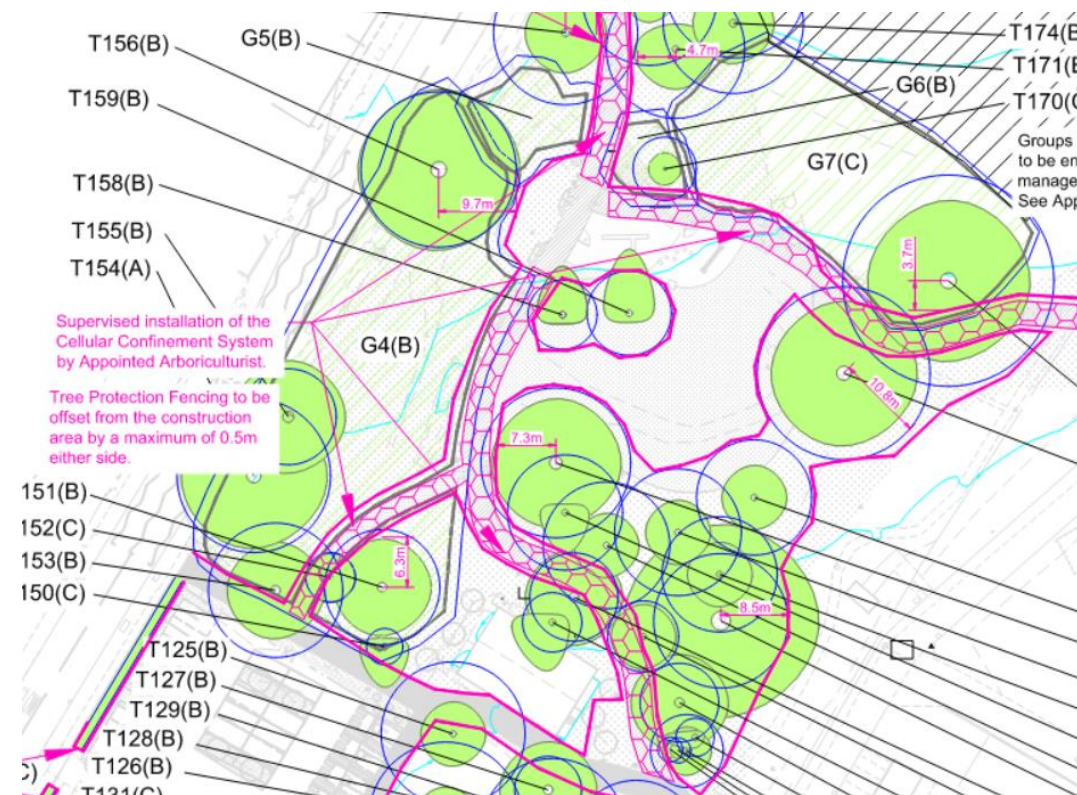 T156(B)
G5(B)
4.7m
T174(B
T171(B
G6(B)
T159(B)
T170(C
Groups
to be en
manage
See App
G7(C)
T158(B)
9.7m
T155(B)
T154(A)
3.7m
Supervised installation of the
Cellular Confinement System
by Appointed Arboriculturist.
G4(B)
Tree Protection Fencing to be
offset from the construction
area by a maximum of 0.5m
either side.
10.8m
7.3m
151(B)
152(C)
153(B)
150(C)
6.3m
8.5m
T125(B)
T127(B)
T129(B)
T128(B)
T126(B)
C)
T131(C)